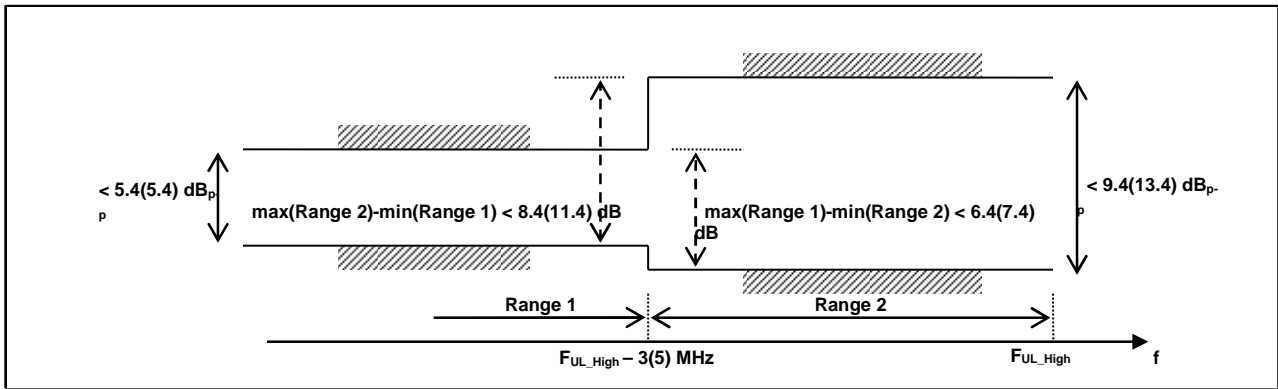 < 5.4(5.4) dBp-
p
max(Range 2)-min(Range 1) < 8.4(11.4) dB
max(Range 1)-min(Range 2) < 6.4(7.4)
dB
< 9.4(13.4) dBp-
p
Range 1
Range 2
FUL_High – 3(5) MHz
FUL_High
f